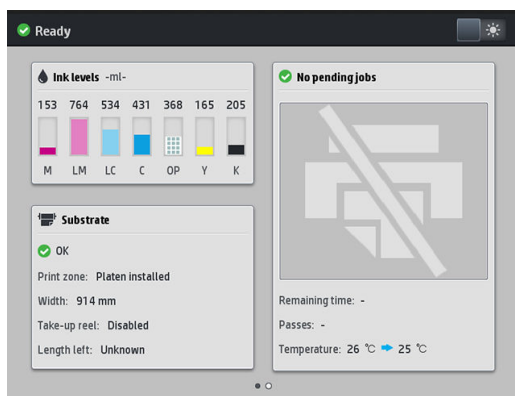 Ready
Ink levels -ml-
153 764 534 431 368 165 205
M LM LC C OP Y K
Substrate
OK
Print zone: Platen installed
Width: 914 mm
Take-up reel: Disabled
Length left: Unknown
No pending jobs
Remaining time: -
Passes: -
Temperature: 26 °C 25 °C